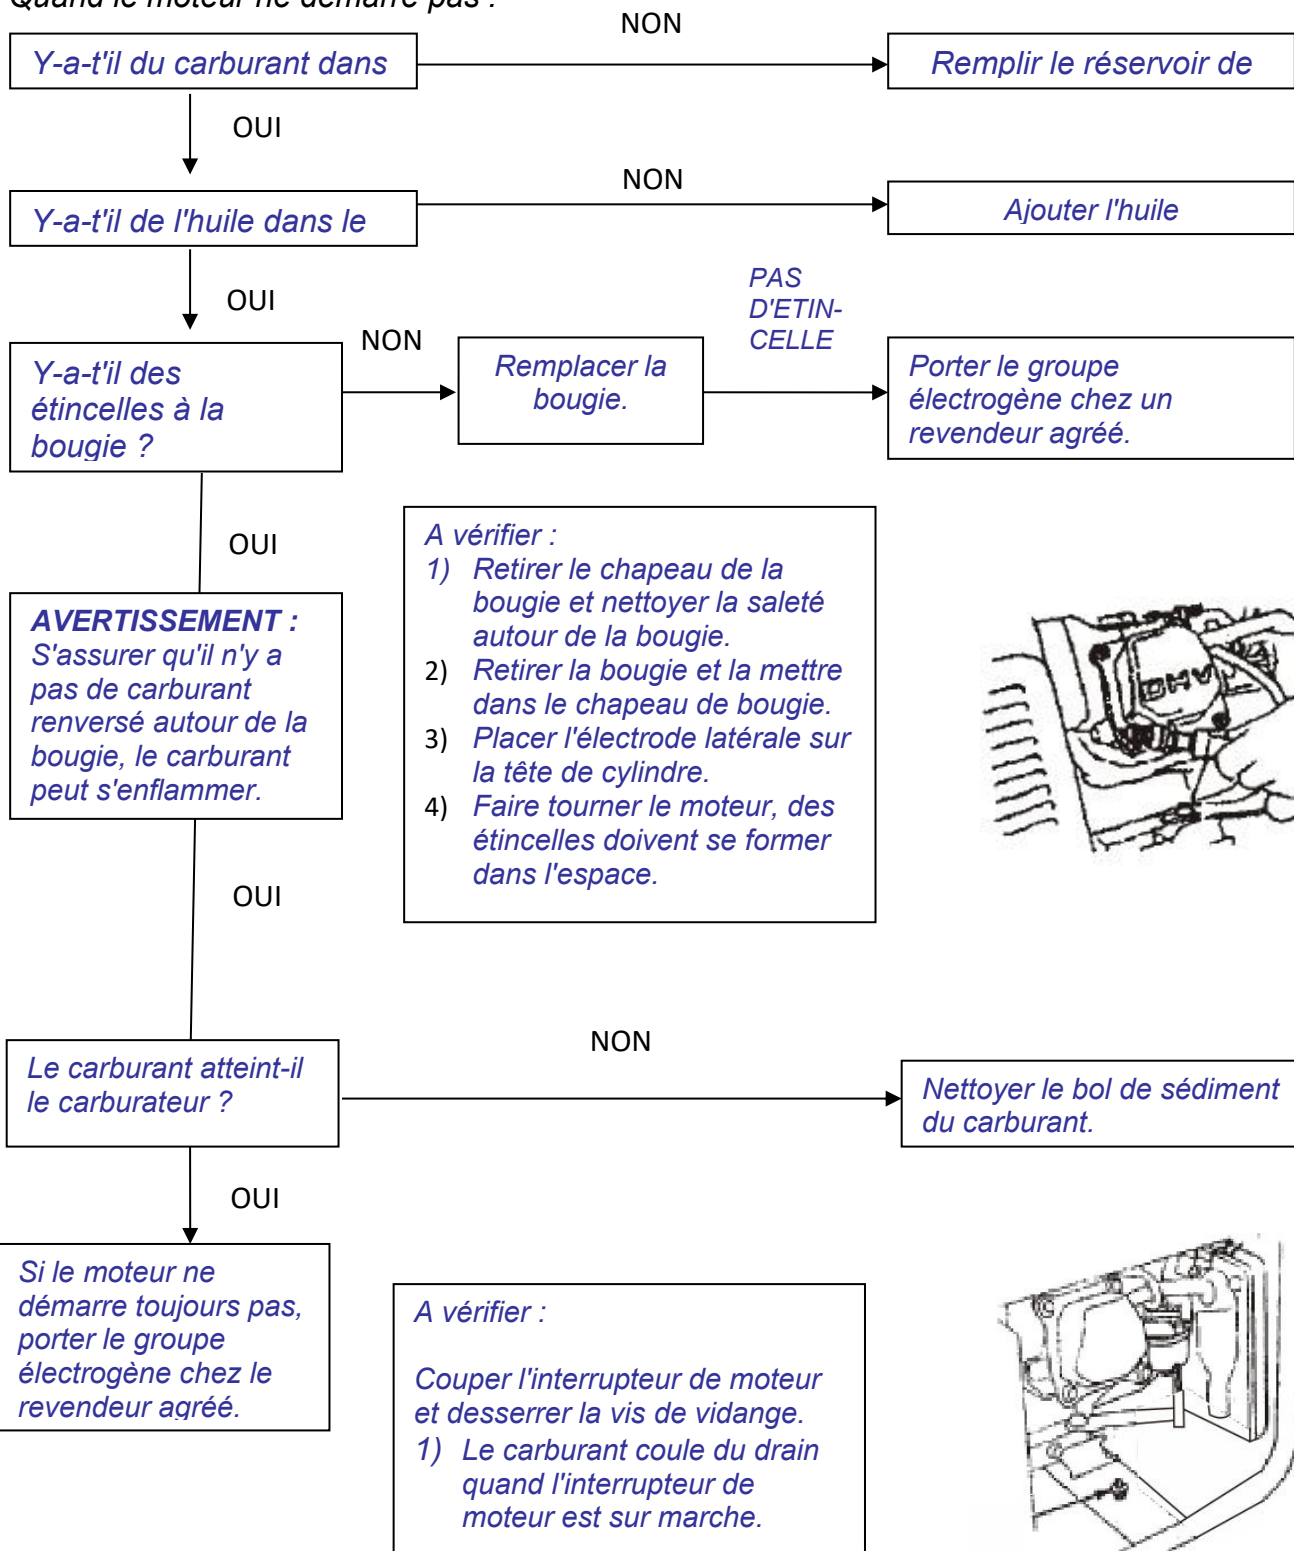 Quand le moteur ne démarre pas :
NON
Y-a-t'il du carburant dans
Remplir le réservoir de
OUI
NON
Y-a-t'il de l'huile dans le
Ajouter l'huile
OUI
PAS
D'ETIN-
CELLE
NON
Y-a-t'il des
étincelles à la
bougie ?
Remplacer la
bougie.
Porter le groupe
électrogène chez un
revendeur agréé.
OUI
A vérifier :
1) Retirer le chapeau de la
bougie et nettoyer la saleté
autour de la bougie.
2) Retirer la bougie et la mettre
dans le chapeau de bougie.
3) Placer l'électrode latérale sur
la tête de cylindre.
4) Faire tourner le moteur, des
étincelles doivent se former
dans l'espace.
AVERTISSEMENT :
S'assurer qu'il n'y a
pas de carburant
renversé autour de la
bougie, le carburant
peut s'enflammer.
OHV
OUI
NON
Le carburant atteint-il
le carburateur ?
Nettoyer le bol de sédiment
du carburant.
OUI
Si le moteur ne
démarre toujours pas,
porter le groupe
électrogène chez le
revendeur agréé.
A vérifier :
Couper l'interrupteur de moteur
et desserrer la vis de vidange.
1) Le carburant coule du drain
quand l'interrupteur de
moteur est sur marche.